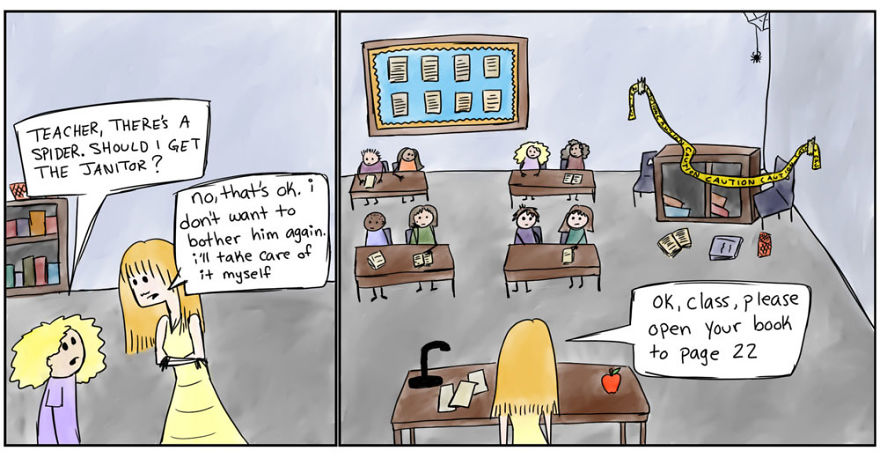 TEACHER, THERE'S A
SPIDER. SHOULD I GET
THE JANITOR?
no, that's ok. i
don't want to
bother him again.
i'll take care of
it myself
CAUTION CAUTION CAUTION
OK, class, please
open your book
to page 22